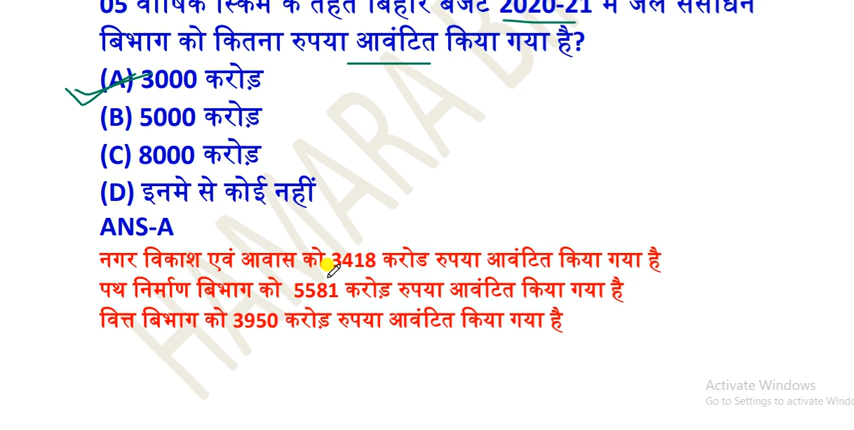 05 वार्षिक स्किम के तहत बिहार बजट 2020-21 में जल संसाधन
बिभाग को कितना रुपया आवंटित किया गया है?
(A) 3000 करोड़
(B) 5000 करोड़
(C) 8000 करोड़
(D) इनमे से कोई नहीं
ANS-A
नगर विकाश एवं आवास को 3418 करोड रुपया आवंटित किया गया है
पथ निर्माण बिभाग को 5581 करोड़ रुपया आवंटित किया गया है
वित्त बिभाग को 3950 करोड़ रुपया आवंटित किया गया है
HAMARA B
Activate Windows
Go to Settings to activate Windo